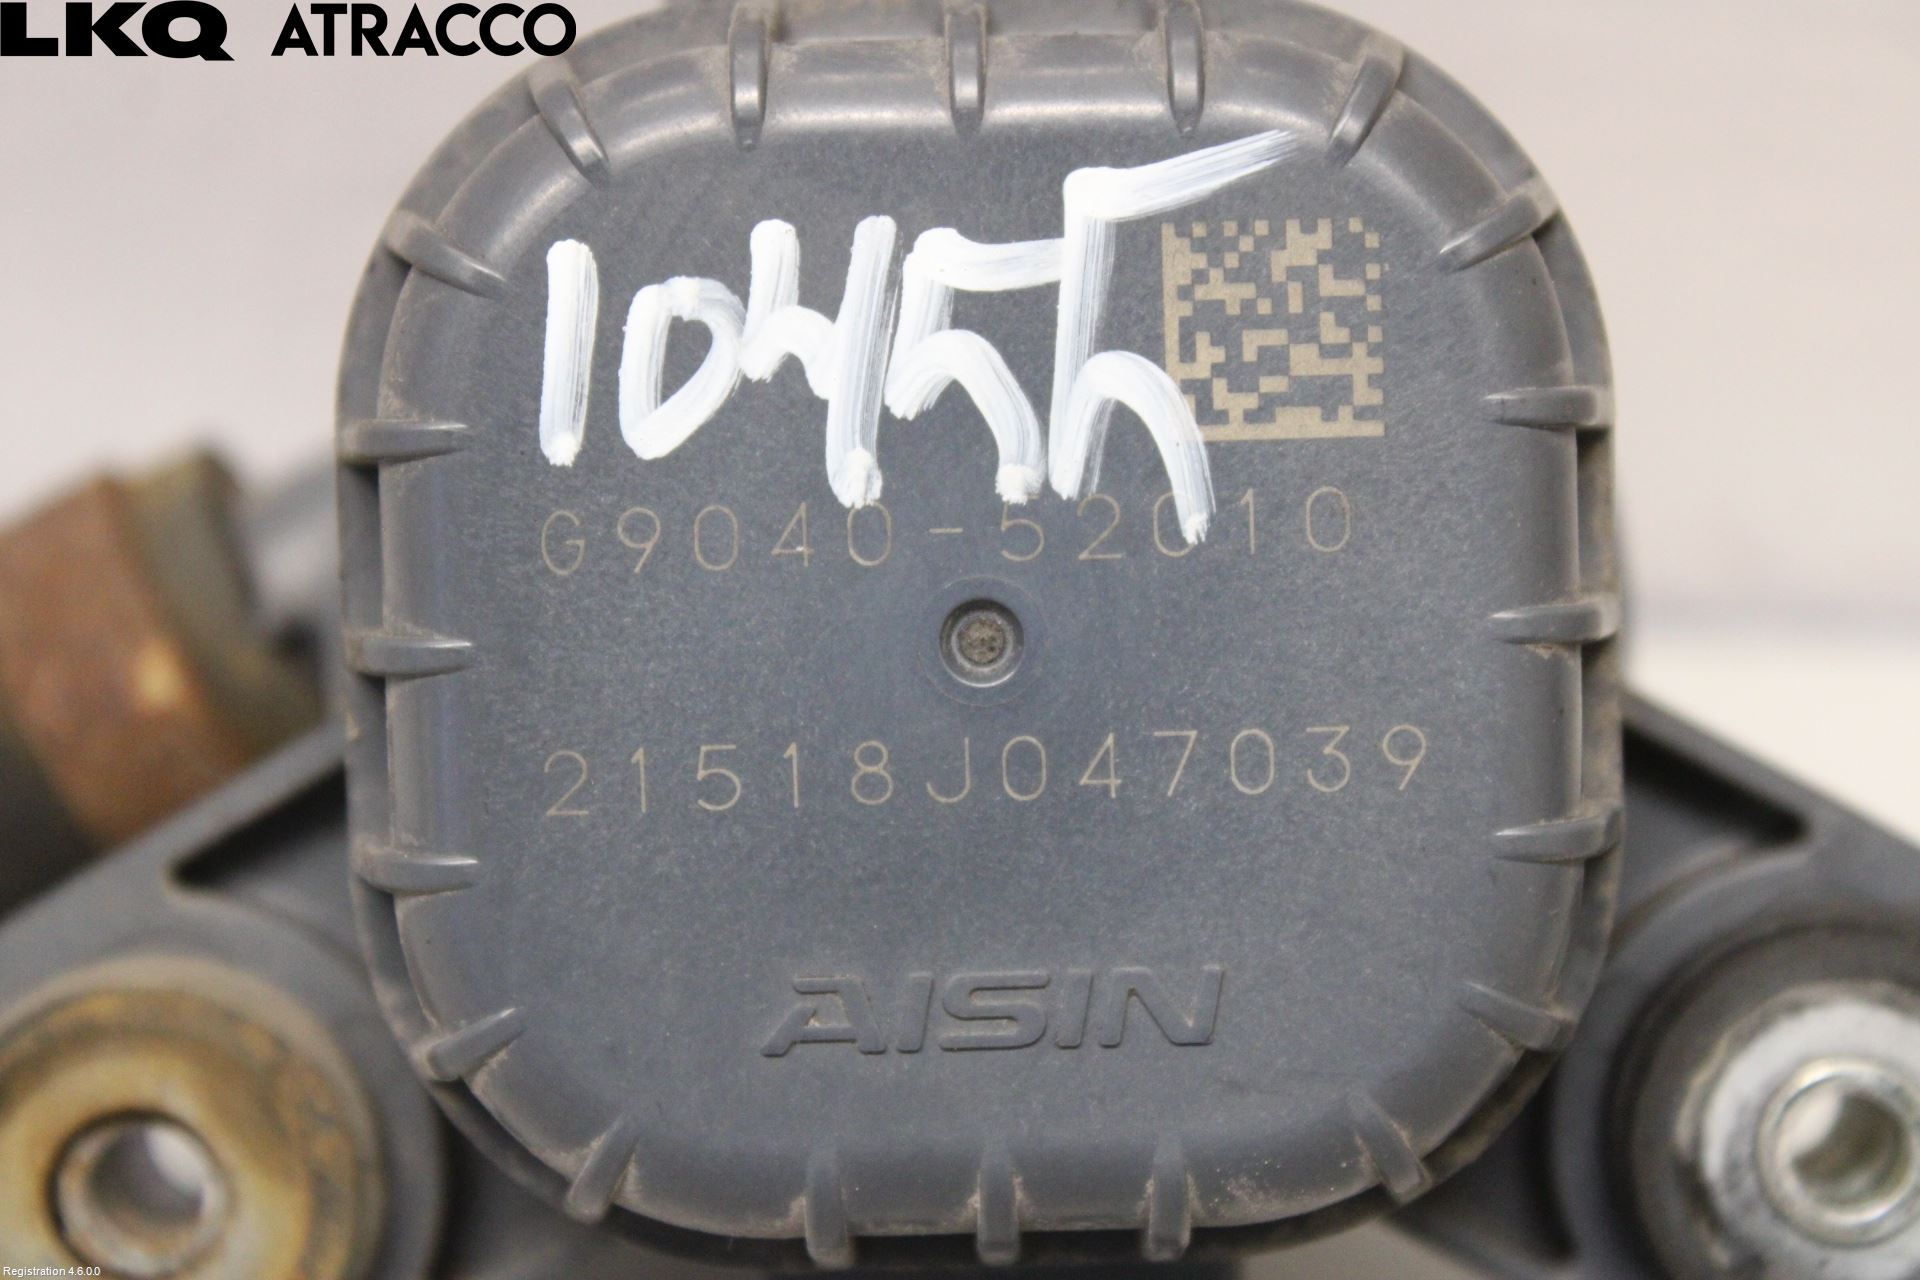 LKQ ATRACCO
10455
G9040-52010
21518J047039
AISIN
Registration 4.6.0.0